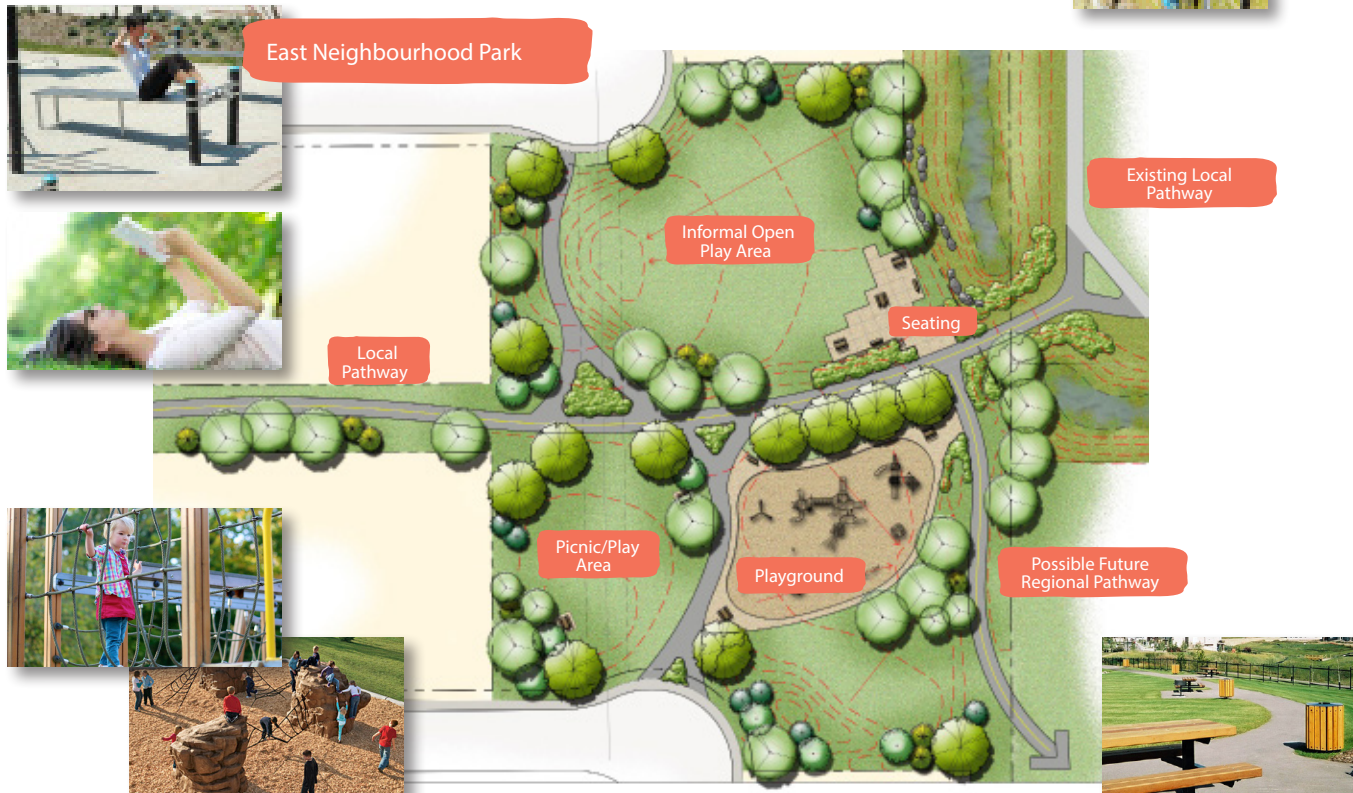 East Neighbourhood Park
Existing Local
Pathway
Informal Open
Play Area
Seating
Local
Pathway
Picnic/Play
Area
Playground
Possible Future
Regional Pathway